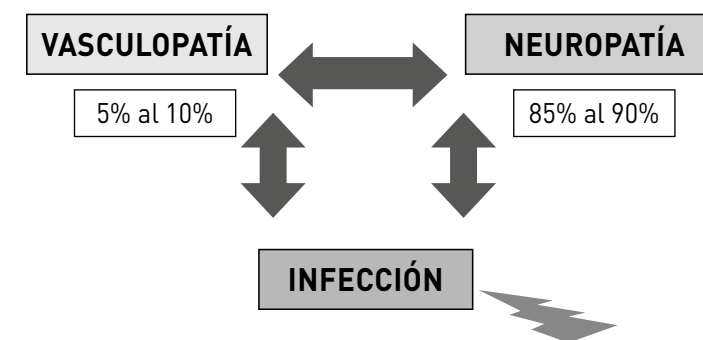 VASCULOPATÍA
NEUROPATÍA
5% al 10%
85% al 90%
INFECCIÓN